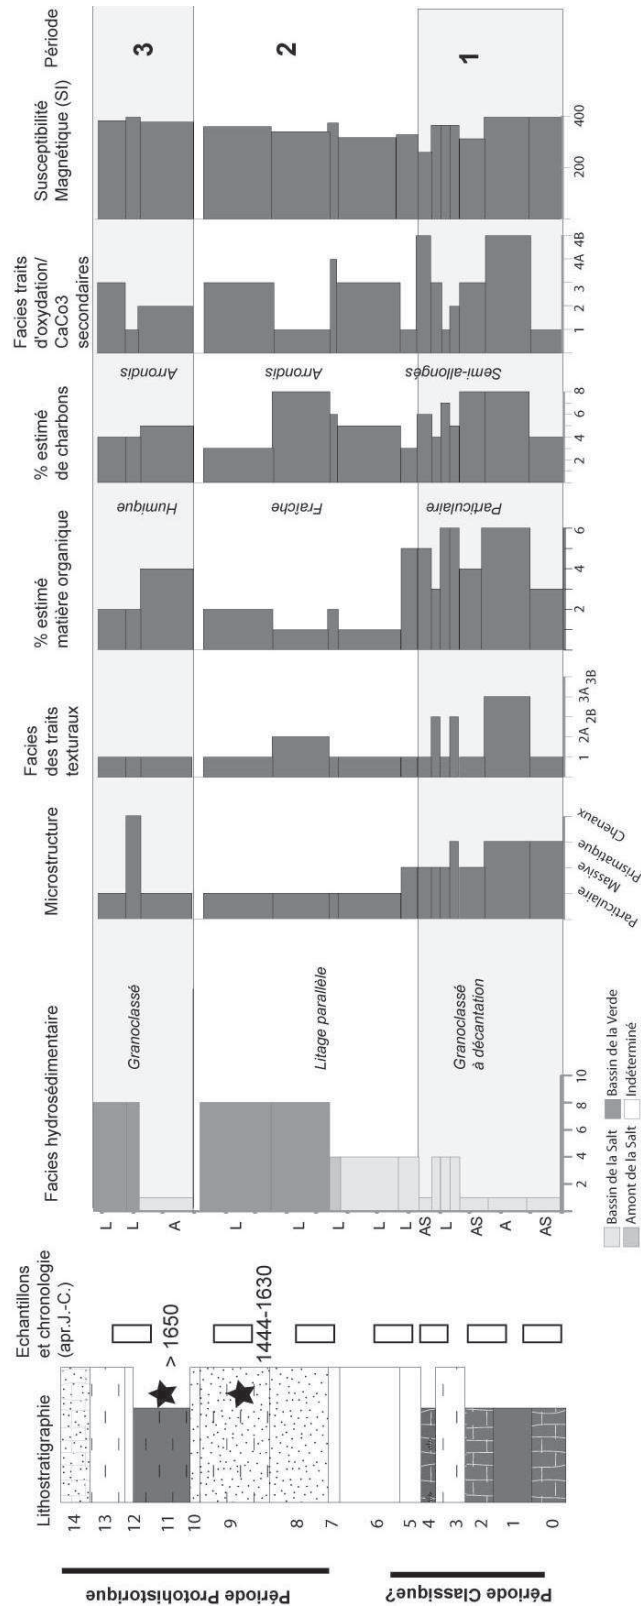 Lithostratigraphie
Echantillons
et chronologie
(apr.J.-C.)
Facies hydrosédimentaire
Microstructure
Facies
des traits
texturaux
% estimé
matière organique
% estimé
de charbons
Facies traits
d'oxydation/
CaCo3
secondaires
Susceptibilité
Magnétique (SI)
Période
Période Protohistorique
Période Classique?
14
13
12
11
10
9
8
7
6
5
4
3
2
1
0
> 1650
1444-1630
L
L
A
L
L
L
L
L
AS
L
AS
A
AS
Granoclassé
Litage parallèle
Granoclassé
à décantation
Humique
Fraîche
Particulaire
Arrondis
Arrondis
Semi-allongés
3
2
1
2 4 6 8 10
Particulaire
Massive
Prismatique
Chenaux
1 2A 2B 3A 3B
2 4 6
2 4 6 8
1 2 3 4A 4B
200 400
Bassin de la Salt
Bassin de la Verde
Amont de la Salt
Indéterminé